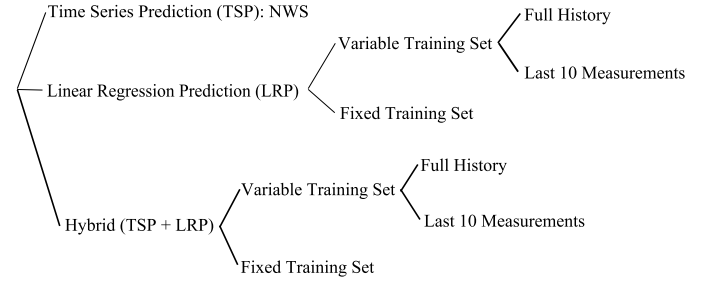 Time Series Prediction (TSP): NWS
Full History
Variable Training Set
Last 10 Measurements
Linear Regression Prediction (LRP)
Fixed Training Set
Full History
Variable Training Set
Last 10 Measurements
Hybrid (TSP + LRP)
Fixed Training Set